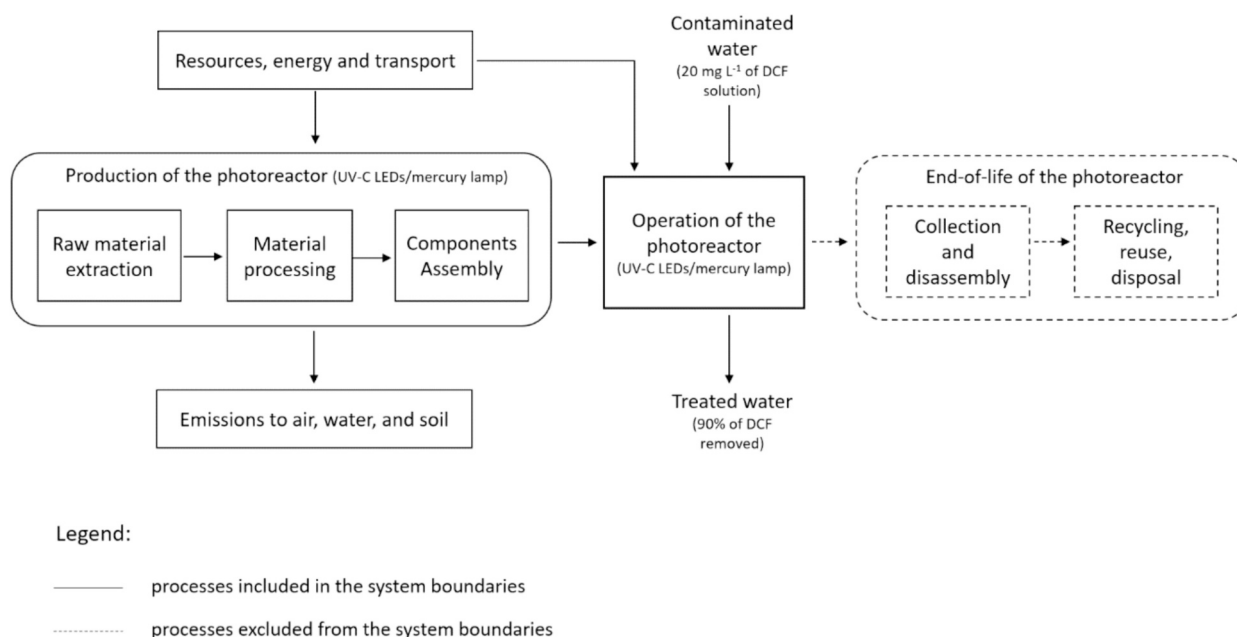 Contaminated
water
(20 mg L⁻¹ of DCF
solution)
Resources, energy and transport
Production of the photoreactor (UV-C LEDs/mercury lamp)
Raw material
extraction
Material
processing
Components
Assembly
Operation of the
photoreactor
(UV-C LEDs/mercury lamp)
End-of-life of the photoreactor
Collection
and
disassembly
Recycling,
reuse,
disposal
Emissions to air, water, and soil
Treated water
(90% of DCF
removed)
Legend:
processes included in the system boundaries
processes excluded from the system boundaries